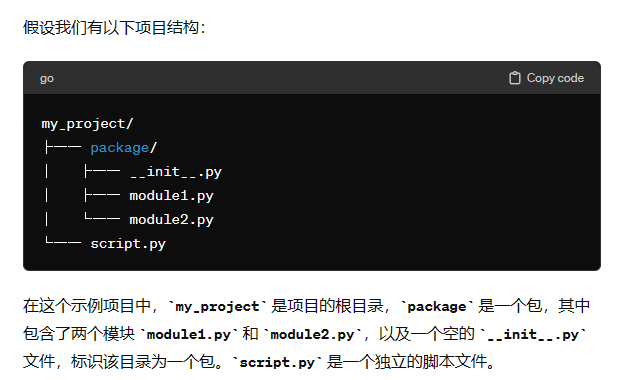 假设我们有以下项目结构：
go Copy code
my_project/
├── package/
│   ├── __init__.py
│   ├── module1.py
│   └── module2.py
└── script.py
在这个示例项目中，`my_project` 是项目的根目录，`package` 是一个包，其中
包含了两个模块 `module1.py` 和 `module2.py`，以及一个空的 `__init__.py`
文件，标识该目录为一个包。`script.py` 是一个独立的脚本文件。